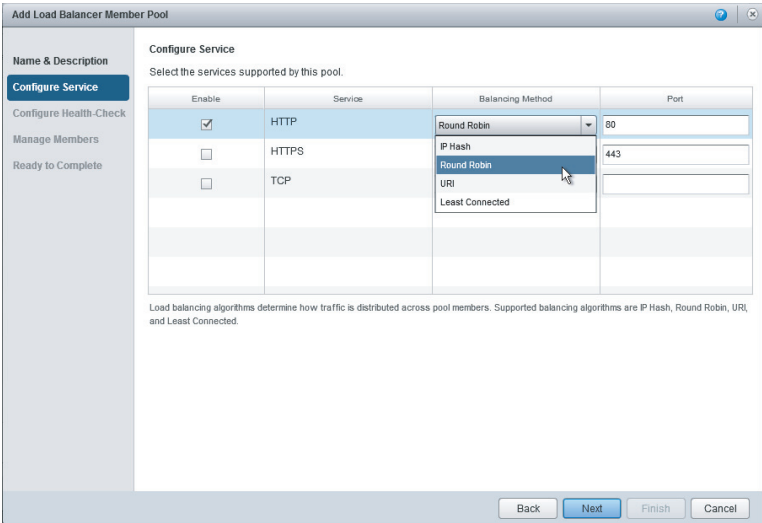 Add Load Balancer Member Pool
Name & Description
Configure Service
Configure Health-Check
Manage Members
Ready to Complete
Configure Service
Select the services supported by this pool.
Enable Service Balancing Method Port
HTTP Round Robin 80
IP Hash
HTTPS 443
Round Robin
TCP
URI
Least Connected
Load balancing algorithms determine how traffic is distributed across pool members. Supported balancing algorithms are IP Hash, Round Robin, URI,
and Least Connected.
Back Next Finish Cancel